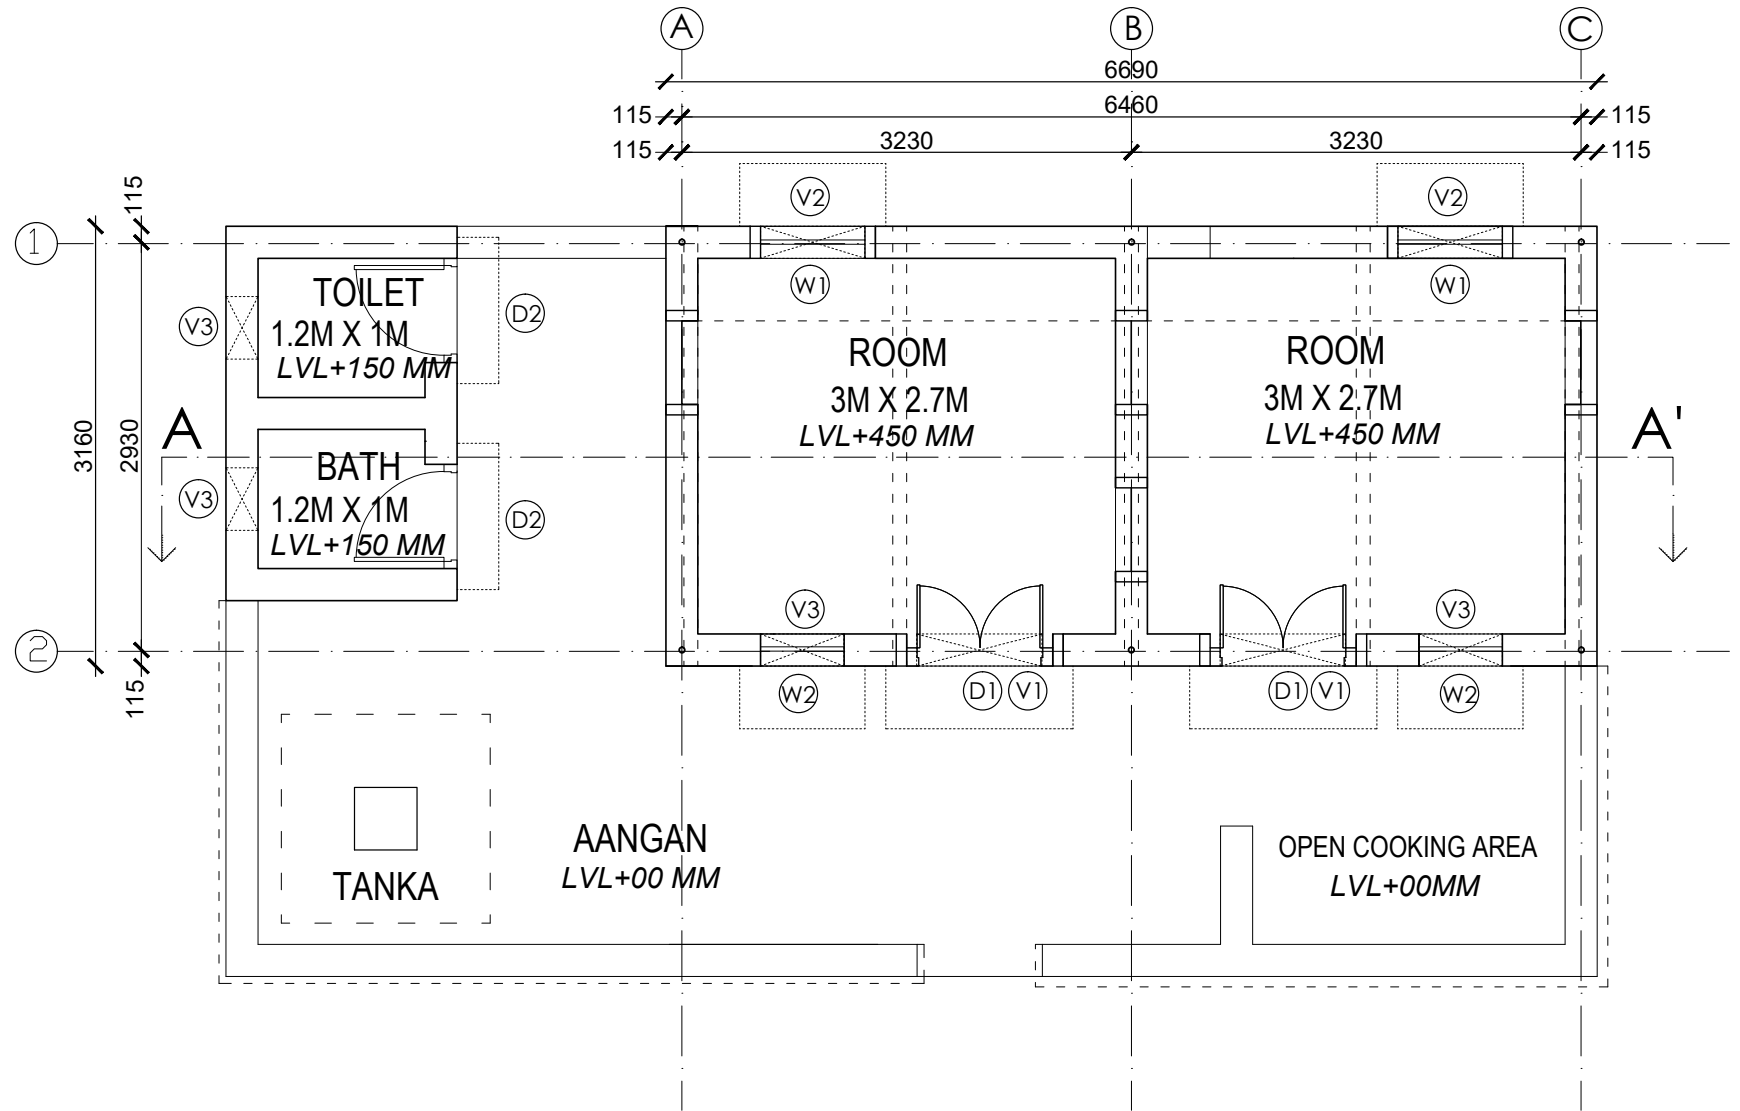 A B C
6690
115 6460 115
115 3230 3230 115
115
V2 V2
1
W1 W1
TOILET
1.2M X 1M
LVL+150 MM
V3
D2
ROOM
3M X 2.7M
LVL+450 MM
ROOM
3M X 2.7M
LVL+450 MM
3160
2930
A
A'
BATH
1.2M X 1M
LVL+150 MM
V3
D2
V3 V3
2
115
W2 D1 V1 D1 V1 W2
TANKA
AANGAN
LVL+00 MM
OPEN COOKING AREA
LVL+00MM